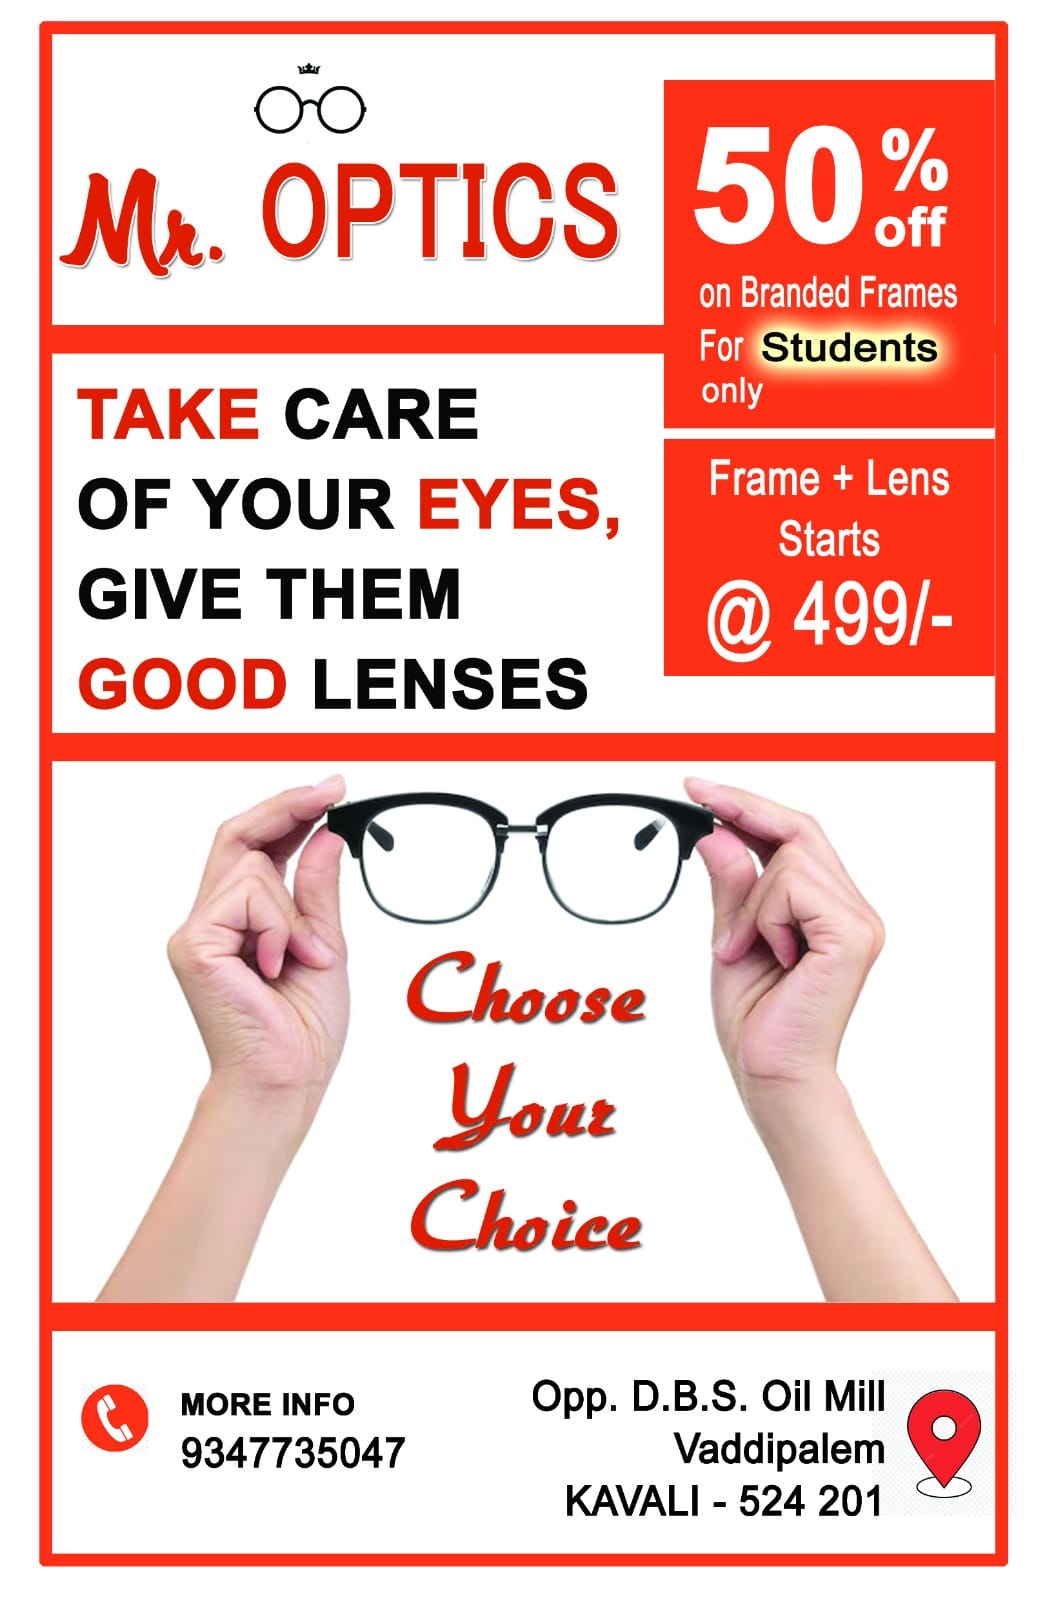 Mr. OPTICS
50 % off
on Branded Frames
For Students
only
TAKE CARE
OF YOUR EYES,
GIVE THEM
GOOD LENSES
Frame + Lens
Starts
@ 499/-
Choose
Your
Choice
MORE INFO
9347735047
Opp. D.B.S. Oil Mill
Vaddipalem
KAVALI - 524 201